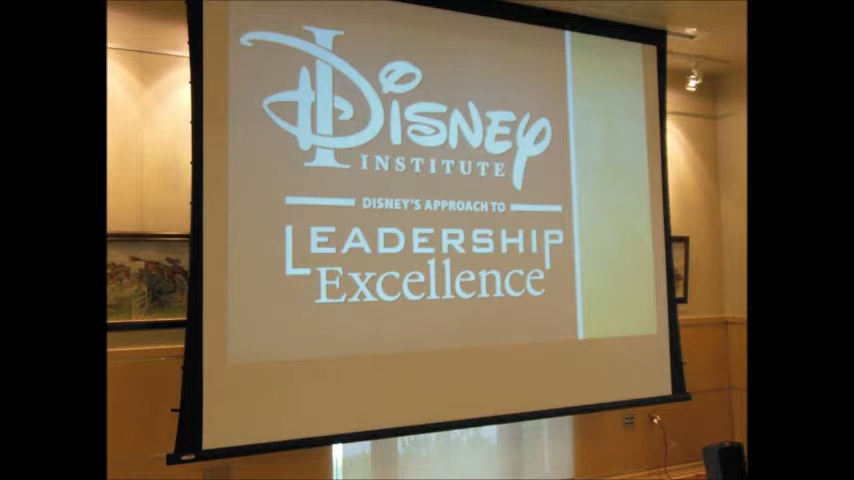 Disney
INSTITUTE
DISNEY'S APPROACH TO
LEADERSHIP
Excellence